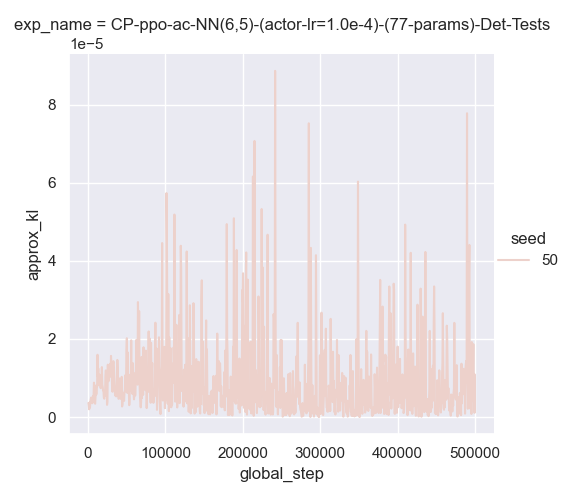 exp_name = CP-ppo-ac-NN(6,5)-(actor-lr=1.0e-4)-(77-params)-Det-Tests
1e−5
8
6
4
2
0
approx_kl
0 100000 200000 300000 400000 500000
global_step
seed
50